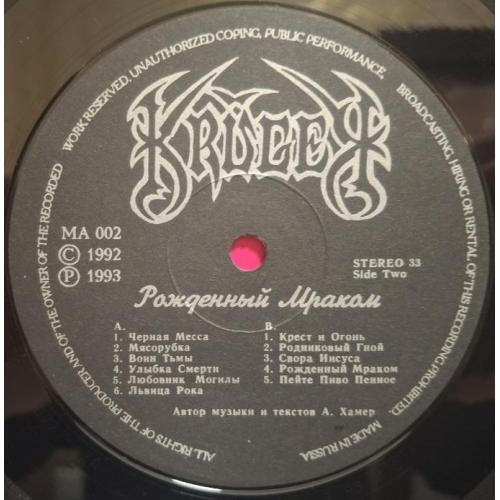 ALL RIGHTS OF THE PRODUCER AND OF THE OWNER OF THE RECORDED WORK RESERVED, UNAUTHORIZED COPING, PUBLIC PERFORMANCE, BROADCASTING, HIRING OR RENTAL OF THIS RECORDING PROHIBITED. MADE IN RUSSIA
KRÜGER
MA 002
© 1992
℗ 1993
STEREO 33
Side Two
Рожденный Мраком
A.
1. Черная Месса
2. Мясорубка
3. Воин Тьмы
4. Улыбка Смерти
5. Любовник Могилы
6. Львица Рока
B.
1. Крест и Огонь
2. Родниковый Гной
3. Свора Иисуса
4. Рожденный Мраком
5. Пейте Пиво Пенное
Автор музыки и текстов А. Хамер